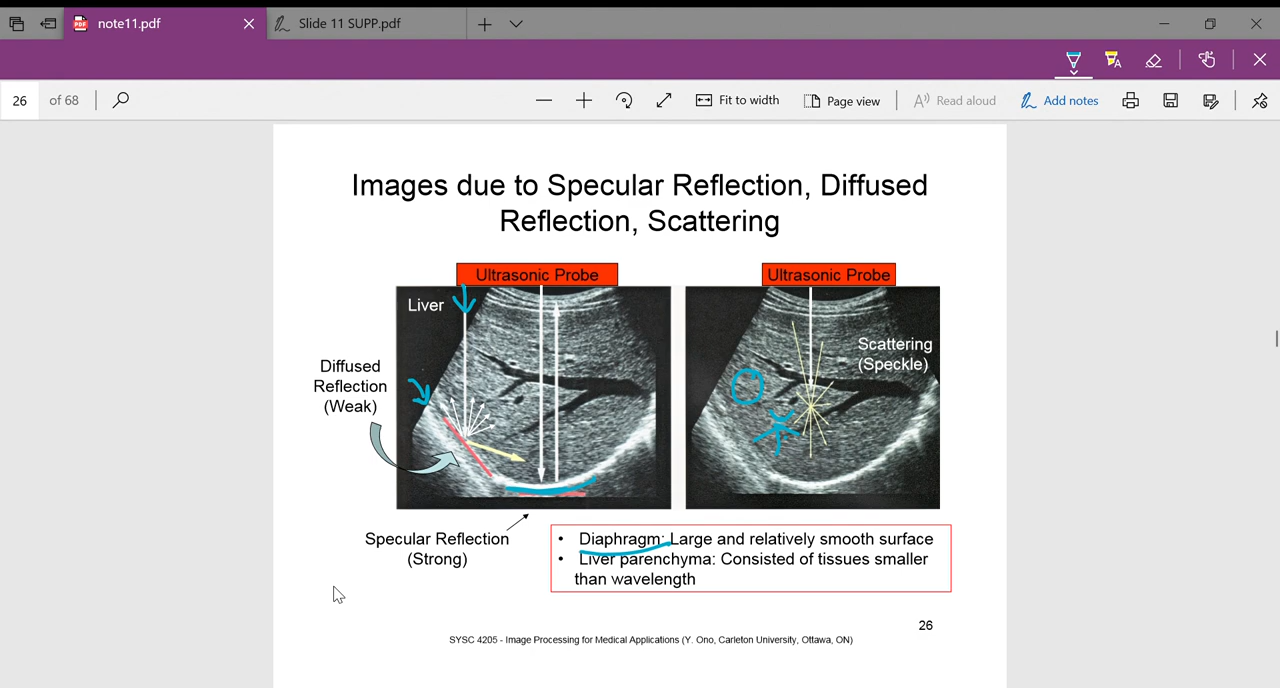 note11.pdf
Slide 11 SUPP.pdf
26 of 68
Fit to width
Page view
Read aloud
Add notes
Images due to Specular Reflection, Diffused
Reflection, Scattering
Ultrasonic Probe
Ultrasonic Probe
Liver
Scattering
(Speckle)
Diffused
Reflection
(Weak)
Specular Reflection
(Strong)
• Diaphragm: Large and relatively smooth surface
• Liver parenchyma: Consisted of tissues smaller
than wavelength
26
SYSC 4205 - Image Processing for Medical Applications (Y. Ono, Carleton University, Ottawa, ON)